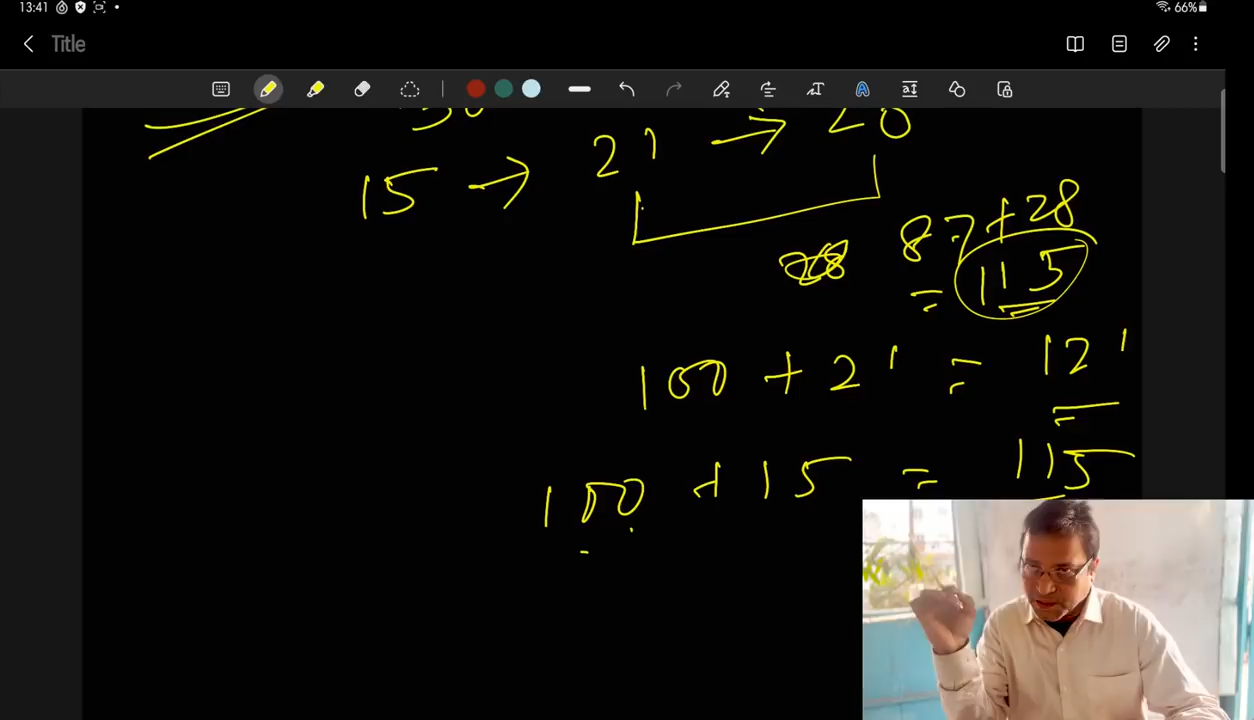 13:41 66%
Title
15 → 21 → 28
87 + 28
= 115
100 + 21 = 121
100 + 15 = 115